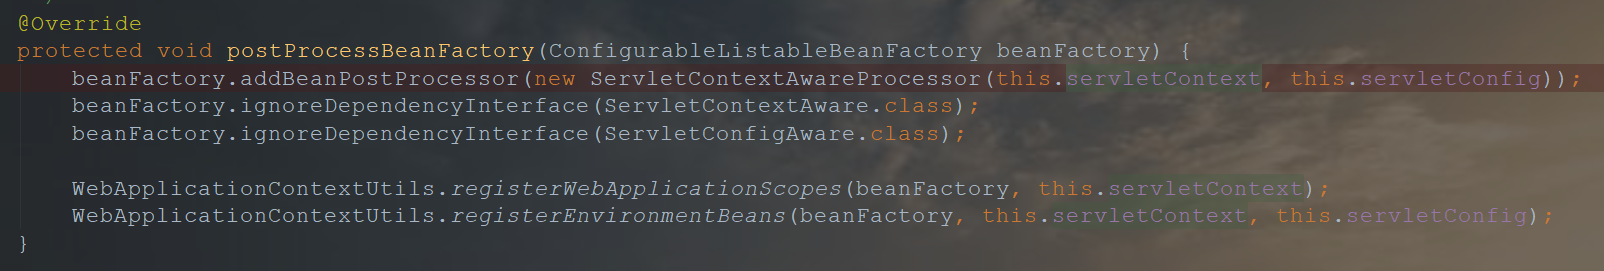 @Override
protected void postProcessBeanFactory(ConfigurableListableBeanFactory beanFactory) {
    beanFactory.addBeanPostProcessor(new ServletContextAwareProcessor(this.servletContext, this.servletConfig));
    beanFactory.ignoreDependencyInterface(ServletContextAware.class);
    beanFactory.ignoreDependencyInterface(ServletConfigAware.class);
    WebApplicationContextUtils.registerWebApplicationScopes(beanFactory, this.servletContext);
    WebApplicationContextUtils.registerEnvironmentBeans(beanFactory, this.servletContext, this.servletConfig);
}